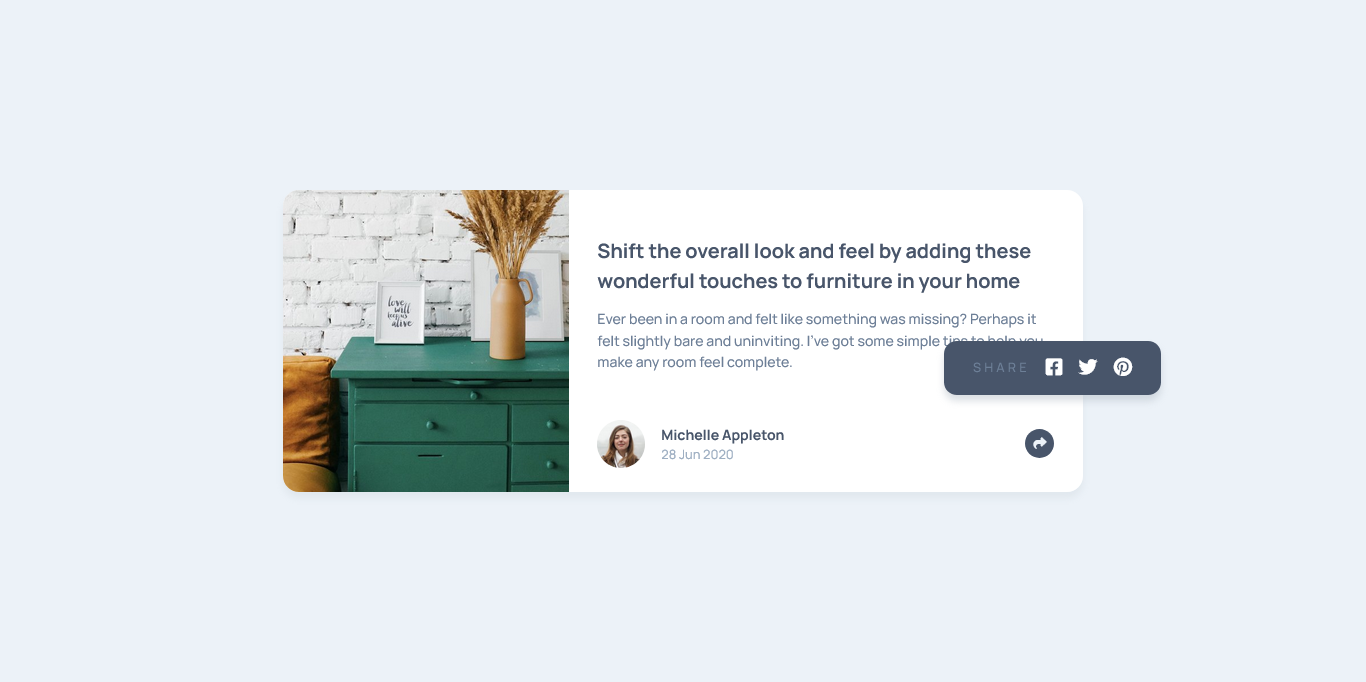 Shift the overall look and feel by adding these
wonderful touches to furniture in your home
Ever been in a room and felt like something was missing? Perhaps it
felt slightly bare and uninviting. I've got some simple tips to help you
make any room feel complete.
SHARE
Michelle Appleton
28 Jun 2020
love
will
keep us
alive